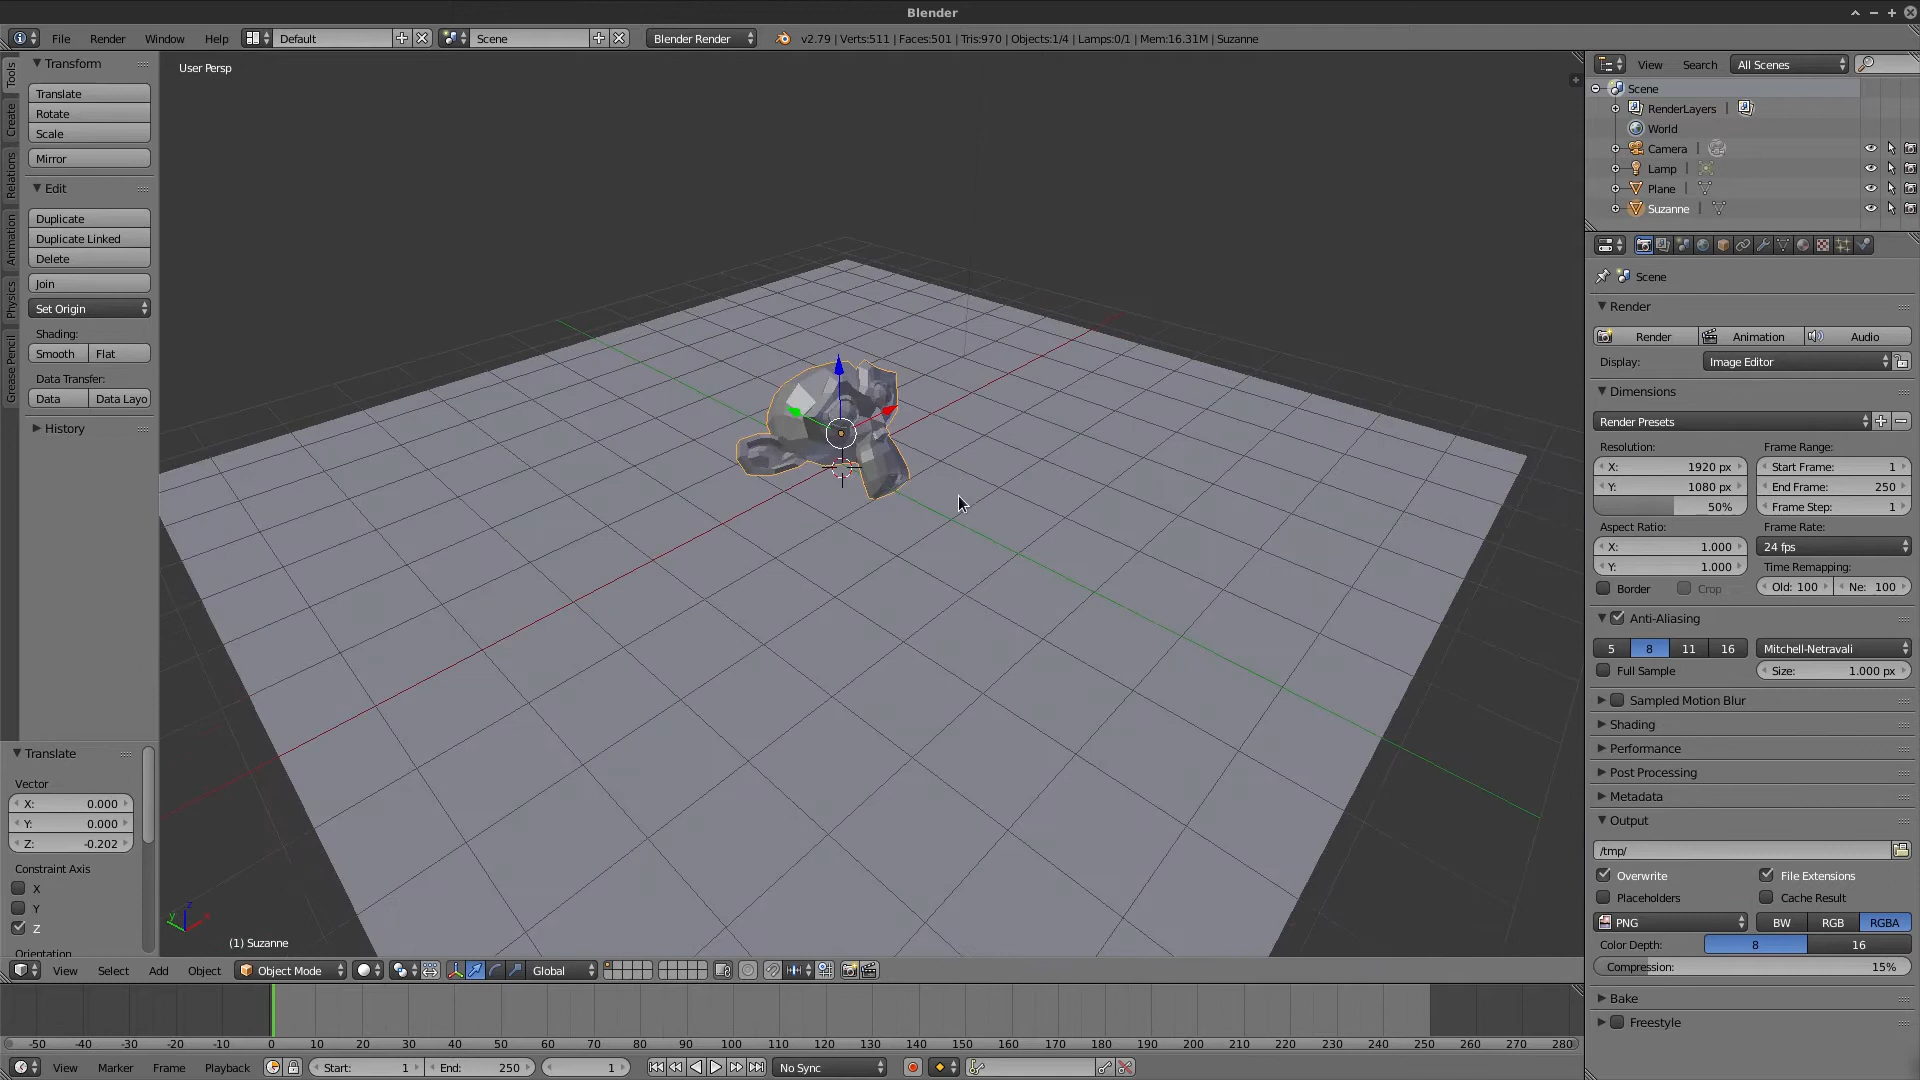 Blender
File Render Window Help Default Scene Blender Render v2.79 | Verts:511 | Faces:501 | Tris:970 | Objects:1/4 | Lamps:0/1 | Mem:16.31M | Suzanne
Tools
Create
Relations
Animation
Physics
Grease Pencil
Transform
Translate
Rotate
Scale
Mirror
Edit
Duplicate
Duplicate Linked
Delete
Join
Set Origin
Shading:
Smooth Flat
Data Transfer:
Data Data Layo
History
Translate
Vector
X: 0.000
Y: 0.000
Z: -0.202
Constraint Axis
X
Y
Z
Orientation
User Persp
z
y x
(1) Suzanne
View Select Add Object Object Mode Global
-50 -40 -30 -20 -10 0 10 20 30 40 50 60 70 80 90 100 110 120 130 140 150 160 170 180 190 200 210 220 230 240 250 260 270 280
View Marker Frame Playback Start: 1 End: 250 1 No Sync
View Search All Scenes
Scene
RenderLayers |
World
Camera |
Lamp |
Plane |
Suzanne |
Scene
Render
Render Animation Audio
Display: Image Editor
Dimensions
Render Presets
Resolution: Frame Range:
X: 1920 px Start Frame: 1
Y: 1080 px End Frame: 250
50% Frame Step: 1
Aspect Ratio: Frame Rate:
X: 1.000 24 fps
Y: 1.000 Time Remapping:
Border Crop Old: 100 Ne: 100
Anti-Aliasing
5 8 11 16 Mitchell-Netravali
Full Sample Size: 1.000 px
Sampled Motion Blur
Shading
Performance
Post Processing
Metadata
Output
/tmp/
Overwrite File Extensions
Placeholders Cache Result
PNG BW RGB RGBA
Color Depth: 8 16
Compression: 15%
Bake
Freestyle